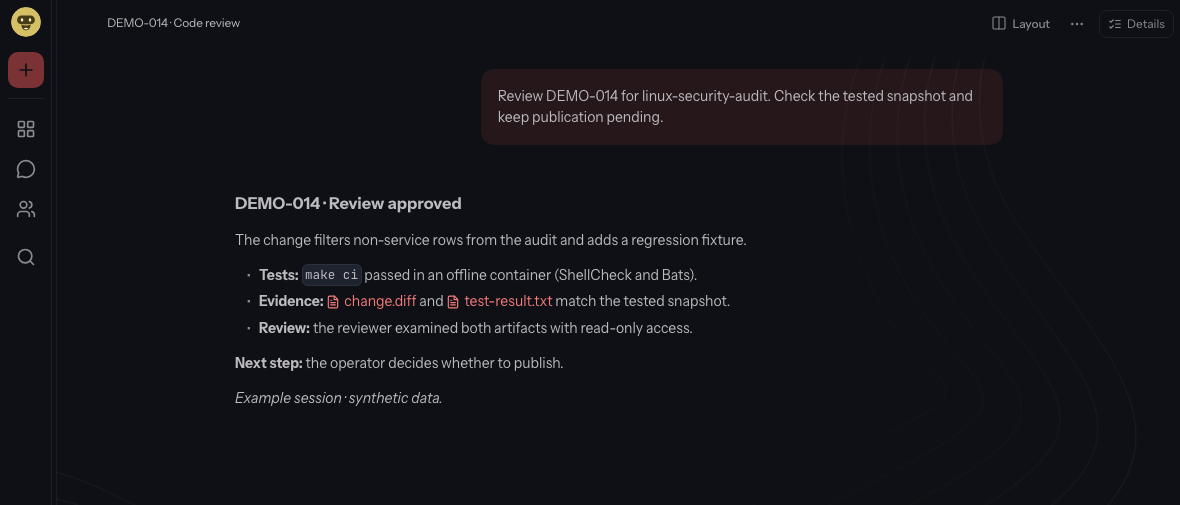 DEMO-014 · Code review
Layout
Details
Review DEMO-014 for linux-security-audit. Check the tested snapshot and
keep publication pending.
DEMO-014 · Review approved
The change filters non-service rows from the audit and adds a regression fixture.
• Tests: make ci passed in an offline container (ShellCheck and Bats).
• Evidence: change.diff and test-result.txt match the tested snapshot.
• Review: the reviewer examined both artifacts with read-only access.
Next step: the operator decides whether to publish.
Example session · synthetic data.